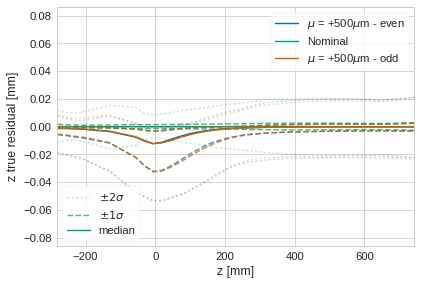 0.08
0.06
0.04
0.02
0.00
−0.02
−0.04
−0.06
−0.08
z true residual [mm]
μ = +500μm - even
Nominal
μ = +500μm - odd
±2σ
±1σ
median
−200
0
200
400
600
z [mm]